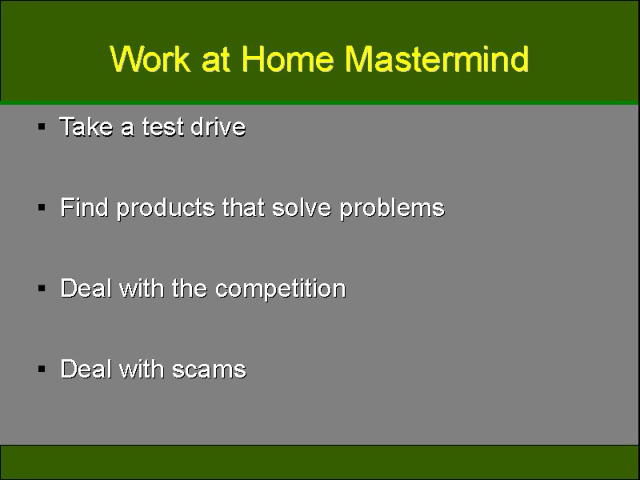 Work at Home Mastermind
▪ Take a test drive
▪ Find products that solve problems
▪ Deal with the competition
▪ Deal with scams